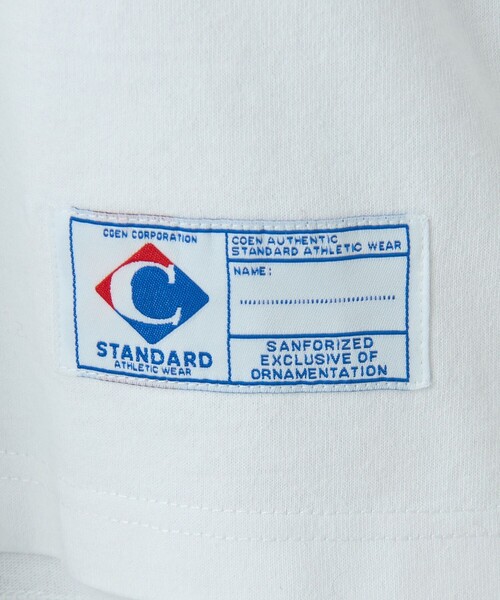 COEN CORPORATION
C
STANDARD
ATHLETIC WEAR
COEN AUTHENTIC
STANDARD ATHLETIC WEAR
NAME:
SANFORIZED
EXCLUSIVE OF
ORNAMENTATION